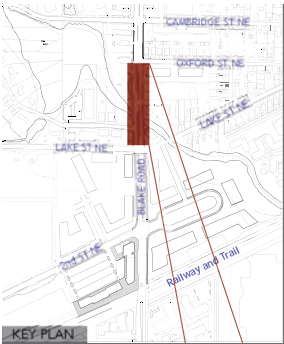 CAMBRIDGE ST NE
OXFORD ST. NE
LAKE ST. NE
LAKE ST NE
BLAKE ROAD
2nd ST NE
Railway and Trail
KEY PLAN